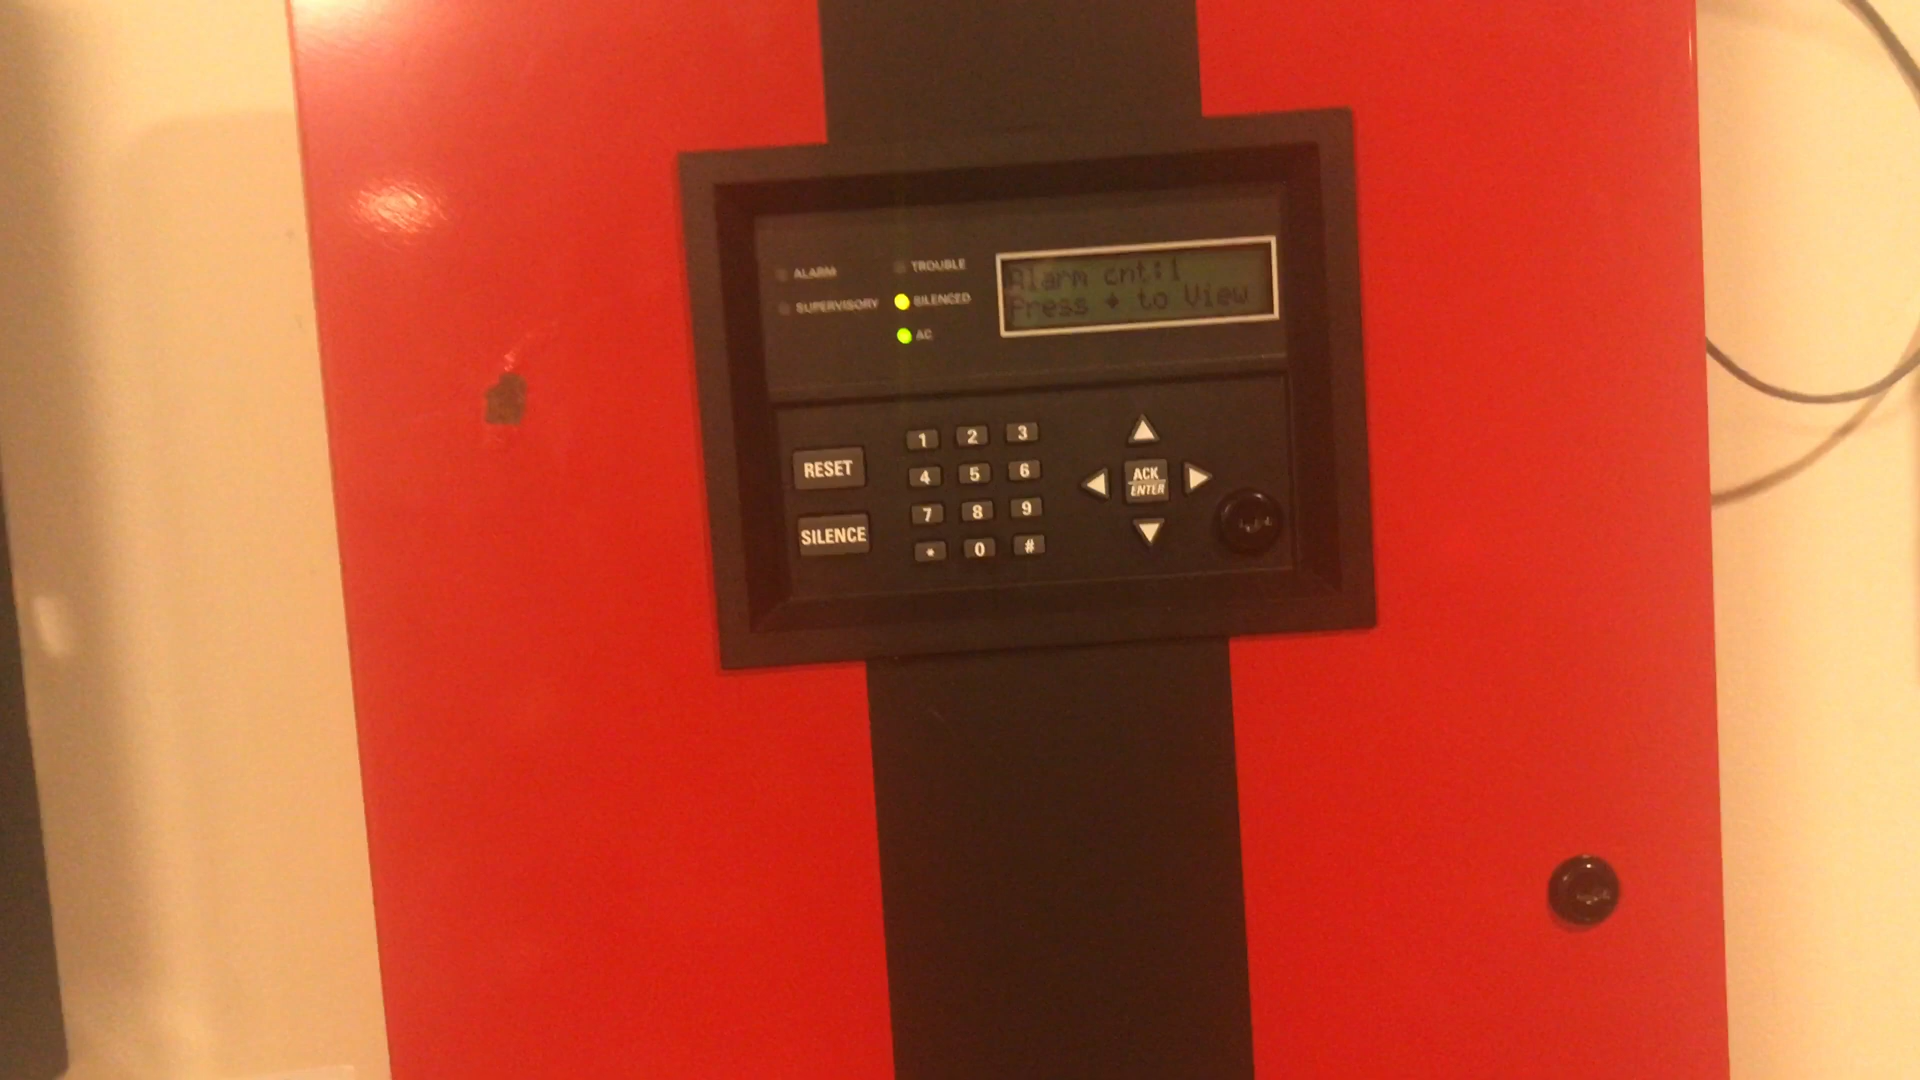 ALARM
TROUBLE
SUPERVISORY
SILENCED
AC
Alarm cnt:1
Press to View
RESET
SILENCE
1 2 3
4 5 6
7 8 9
* 0 #
ACK
ENTER